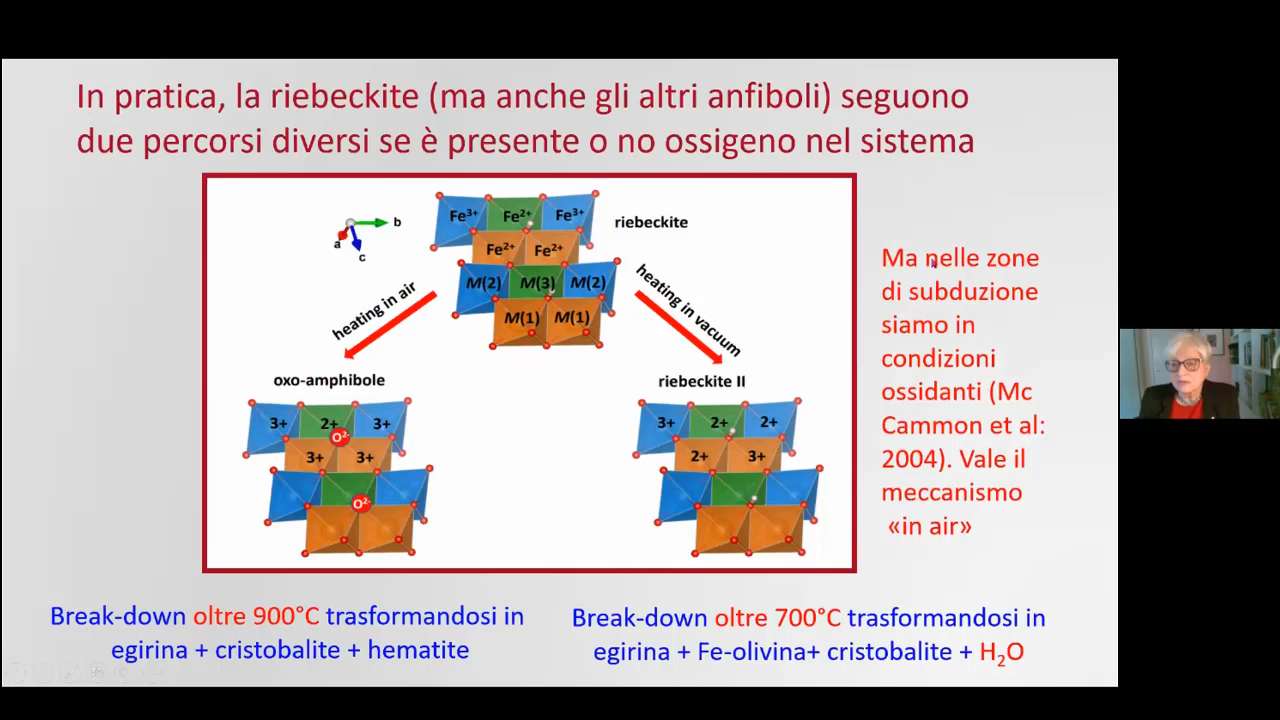 In pratica, la riebeckite (ma anche gli altri anfiboli) seguono
due percorsi diversi se è presente o no ossigeno nel sistema
Fe3+ Fe2+ Fe3+
riebeckite
b
a
c
Fe2+ Fe2+
M(2) M(3) M(2)
M(1) M(1)
heating in air
heating in vacuum
oxo-amphibole
3+ 2+ 3+
O2-
3+ 3+
O2-
riebeckite II
3+ 2+ 2+
2+ 3+
Ma nelle zone
di subduzione
siamo in
condizioni
ossidanti (Mc
Cammon et al:
2004). Vale il
meccanismo
«in air»
Break-down oltre 900°C trasformandosi in
egirina + cristobalite + hematite
Break-down oltre 700°C trasformandosi in
egirina + Fe-olivina+ cristobalite + H2O